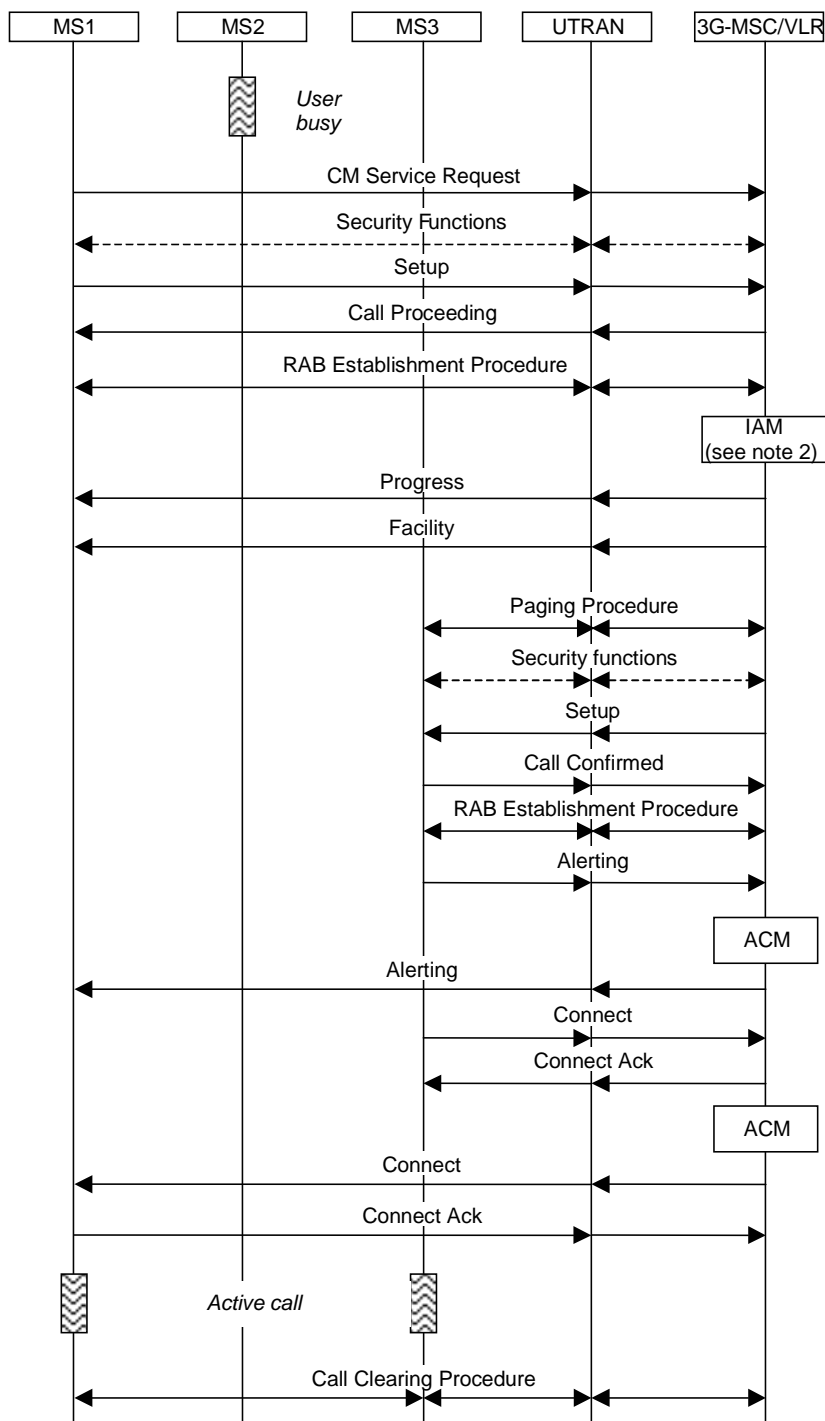 MS1 MS2 MS3 UTRAN 3G-MSC/VLR
User
busy
CM Service Request
Security Functions
Setup
Call Proceeding
RAB Establishment Procedure
IAM
(see note 2)
Progress
Facility
Paging Procedure
Security functions
Setup
Call Confirmed
RAB Establishment Procedure
Alerting
ACM
Alerting
Connect
Connect Ack
ACM
Connect
Connect Ack
Active call
Call Clearing Procedure